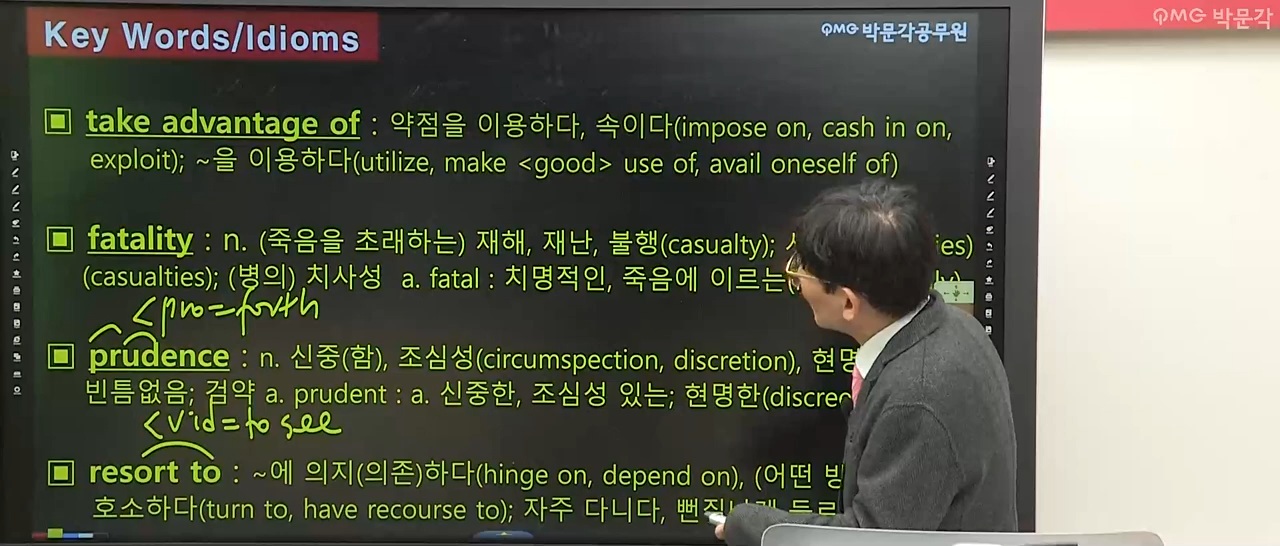 Key Words/Idioms
PMG 박문각공무원
PMG 박문각
▣ take advantage of : 약점을 이용하다, 속이다(impose on, cash in on,
exploit); ~을 이용하다(utilize, make <good> use of, avail oneself of)
▣ fatality : n. (죽음을 초래하는) 재해, 재난, 불행(casualty); ies)
(casualties); (병의) 치사성 a. fatal : 치명적인, 죽음에 이르는(
<pro=forth
▣ prudence : n. 신중(함), 조심성(circumspection, discretion), 현명
빈틈없음; 검약 a. prudent : a. 신중한, 조심성 있는; 현명한(discre
<vid=to see
▣ resort to : ~에 의지(의존)하다(hinge on, depend on), (어떤
호소하다(turn to, have recourse to); 자주 다니다,